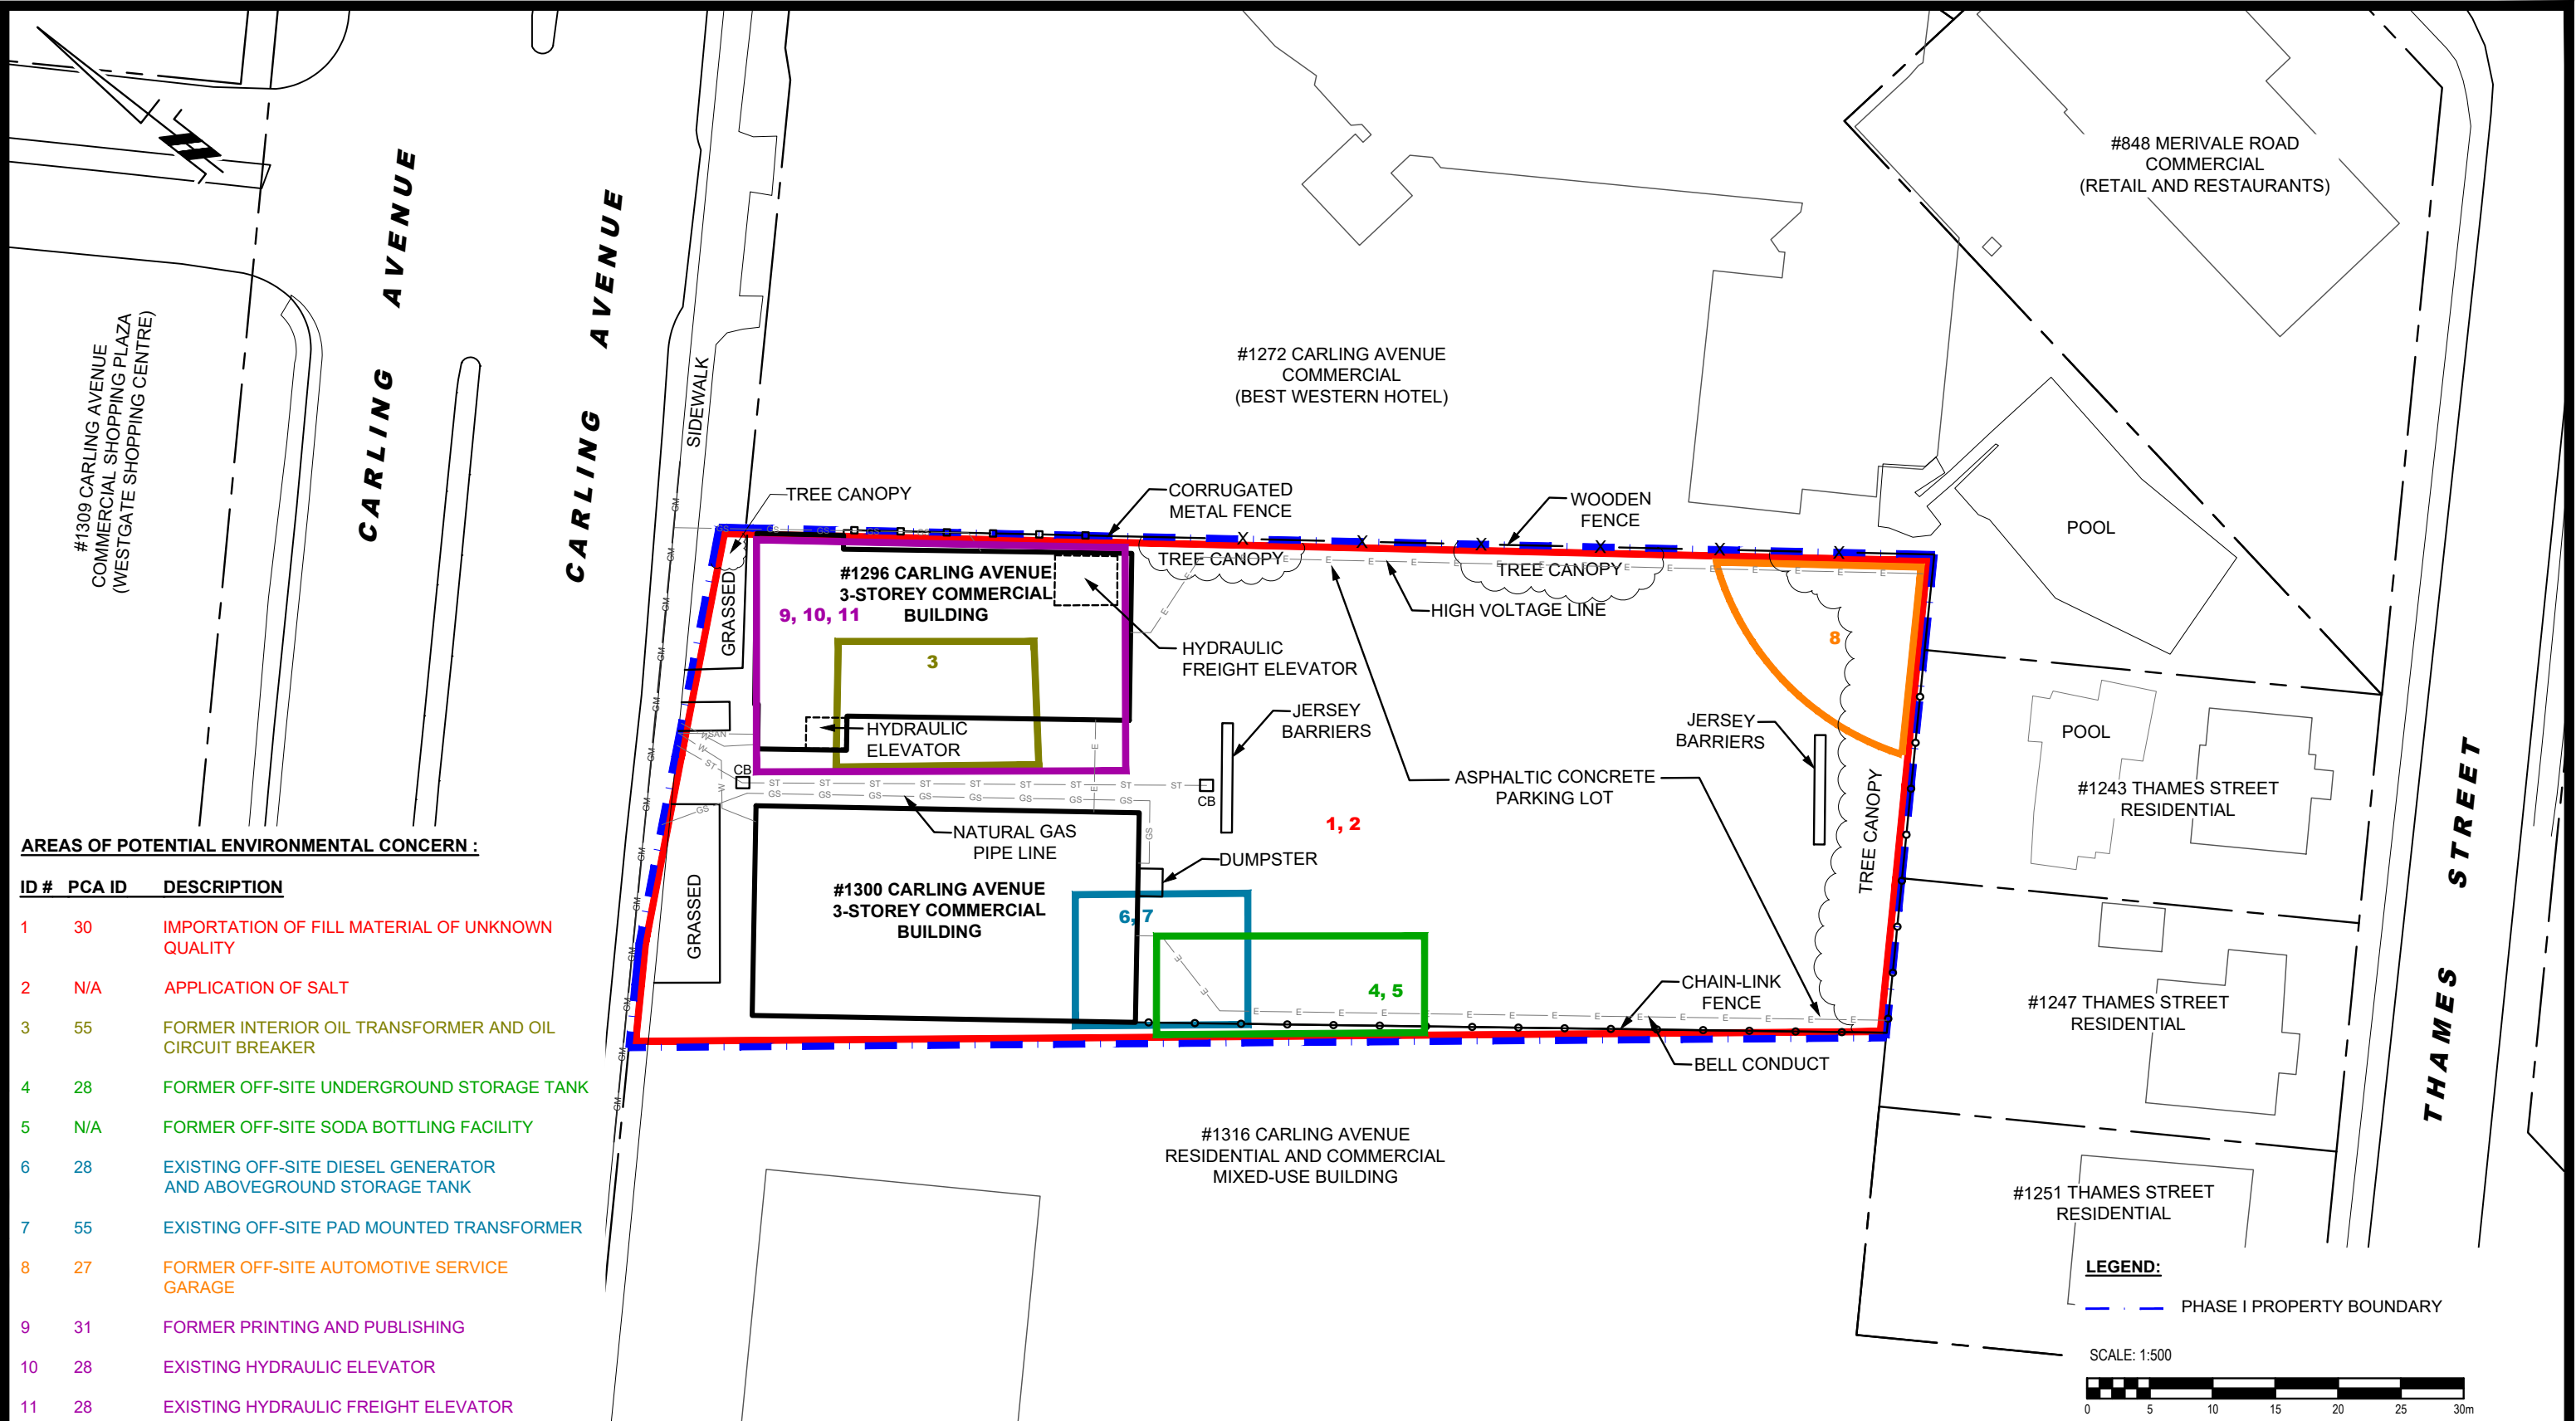 CARLING AVENUE
CARLING AVENUE
SIDEWALK
#1309 CARLING AVENUE
COMMERCIAL SHOPPING PLAZA
(WESTGATE SHOPPING CENTRE)
#848 MERIVALE ROAD
COMMERCIAL
(RETAIL AND RESTAURANTS)
#1272 CARLING AVENUE
COMMERCIAL
(BEST WESTERN HOTEL)
TREE CANOPY
CORRUGATED
METAL FENCE
WOODEN
FENCE
POOL
TREE CANOPY
TREE CANOPY
#1296 CARLING AVENUE
3-STOREY COMMERCIAL
BUILDING
9, 10, 11
GRASSED
HIGH VOLTAGE LINE
HYDRAULIC
FREIGHT ELEVATOR
3
8
HYDRAULIC
ELEVATOR
JERSEY
BARRIERS
JERSEY
BARRIERS
POOL
#1243 THAMES STREET
RESIDENTIAL
CB
CB
ASPHALTIC CONCRETE
PARKING LOT
1, 2
TREE CANOPY
NATURAL GAS
PIPE LINE
DUMPSTER
GRASSED
#1300 CARLING AVENUE
3-STOREY COMMERCIAL
BUILDING
6, 7
4, 5
CHAIN-LINK
FENCE
BELL CONDUCT
#1247 THAMES STREET
RESIDENTIAL
THAMES STREET
#1316 CARLING AVENUE
RESIDENTIAL AND COMMERCIAL
MIXED-USE BUILDING
#1251 THAMES STREET
RESIDENTIAL
AREAS OF POTENTIAL ENVIRONMENTAL CONCERN :
ID # PCA ID DESCRIPTION
1 30 IMPORTATION OF FILL MATERIAL OF UNKNOWN
QUALITY
2 N/A APPLICATION OF SALT
3 55 FORMER INTERIOR OIL TRANSFORMER AND OIL
CIRCUIT BREAKER
4 28 FORMER OFF-SITE UNDERGROUND STORAGE TANK
5 N/A FORMER OFF-SITE SODA BOTTLING FACILITY
6 28 EXISTING OFF-SITE DIESEL GENERATOR
AND ABOVEGROUND STORAGE TANK
7 55 EXISTING OFF-SITE PAD MOUNTED TRANSFORMER
8 27 FORMER OFF-SITE AUTOMOTIVE SERVICE
GARAGE
9 31 FORMER PRINTING AND PUBLISHING
10 28 EXISTING HYDRAULIC ELEVATOR
11 28 EXISTING HYDRAULIC FREIGHT ELEVATOR
LEGEND:
PHASE I PROPERTY BOUNDARY
SCALE: 1:500
0 5 10 15 20 25 30m